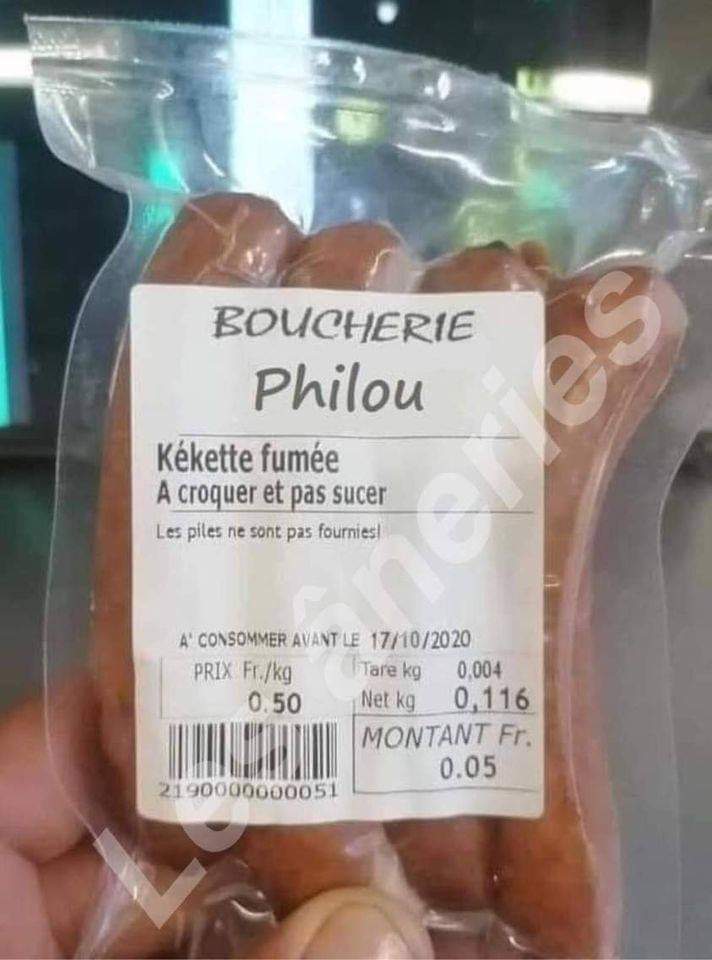 BOUCHERIE
Philou
Kékette fumée
A croquer et pas sucer
Les piles ne sont pas fournies!
A' CONSOMMER AVANT LE 17/10/2020
PRIX Fr./kg
0.50
Tare kg 0,004
Net kg 0,116
MONTANT Fr.
0.05
2190000000051
Les âneries